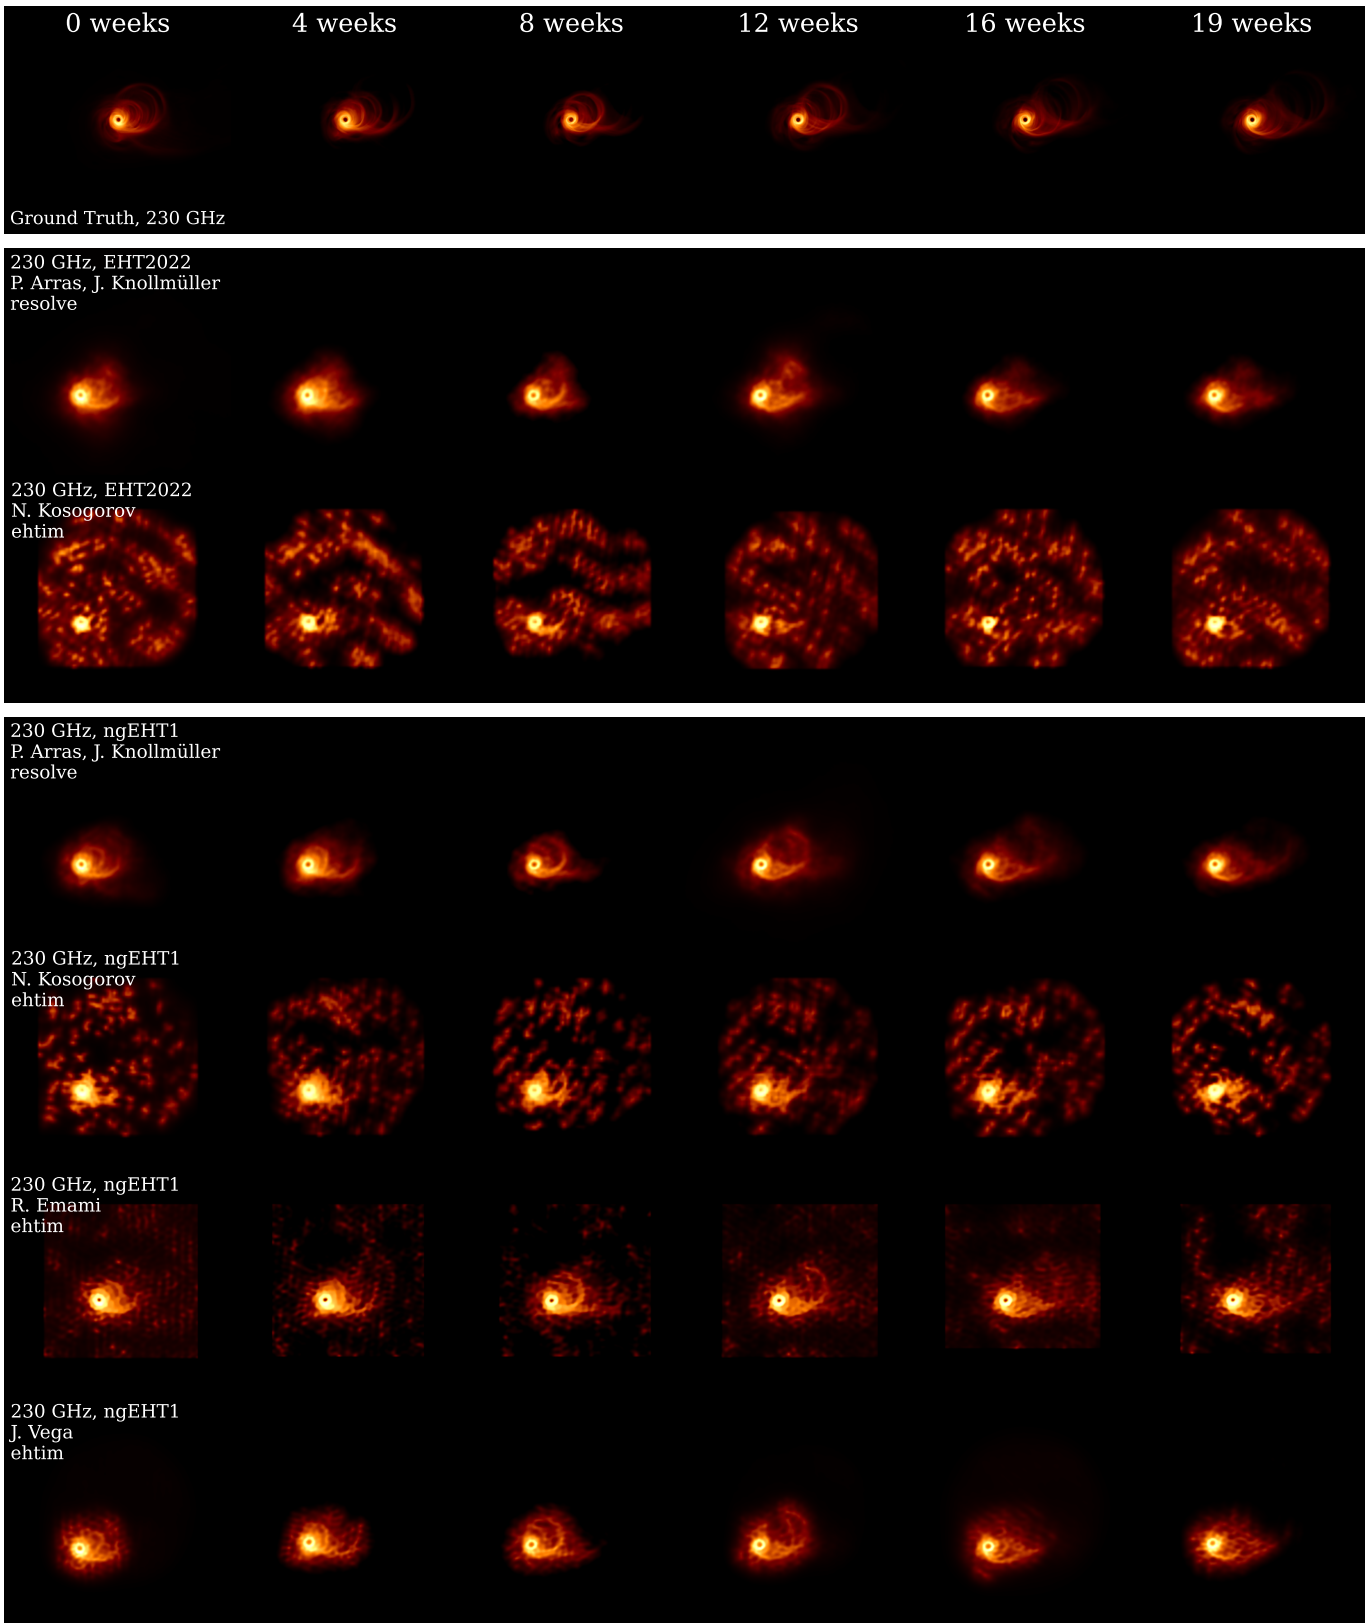 0 weeks 4 weeks 8 weeks 12 weeks 16 weeks 19 weeks
Ground Truth, 230 GHz
230 GHz, EHT2022
P. Arras, J. Knollmüller
resolve
230 GHz, EHT2022
N. Kosogorov
ehtim
230 GHz, ngEHT1
P. Arras, J. Knollmüller
resolve
230 GHz, ngEHT1
N. Kosogorov
ehtim
230 GHz, ngEHT1
R. Emami
ehtim
230 GHz, ngEHT1
J. Vega
ehtim